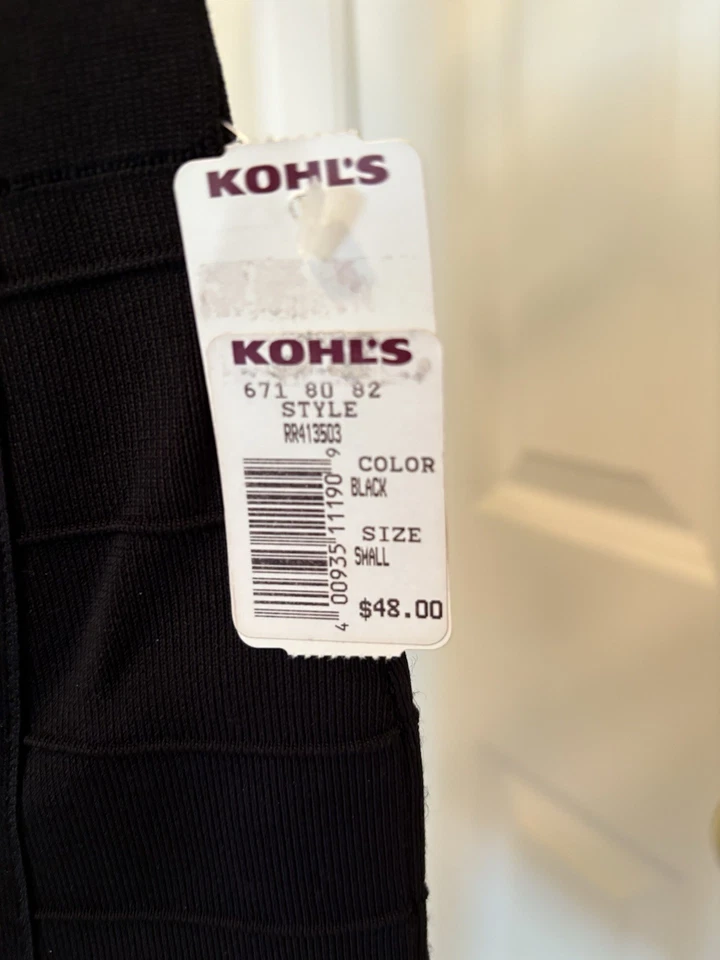 KOHL'S
KOHL'S
671 80 82
STYLE
RR413503
COLOR
BLACK
SIZE
SMALL
$48.00
4 00935 11190 9